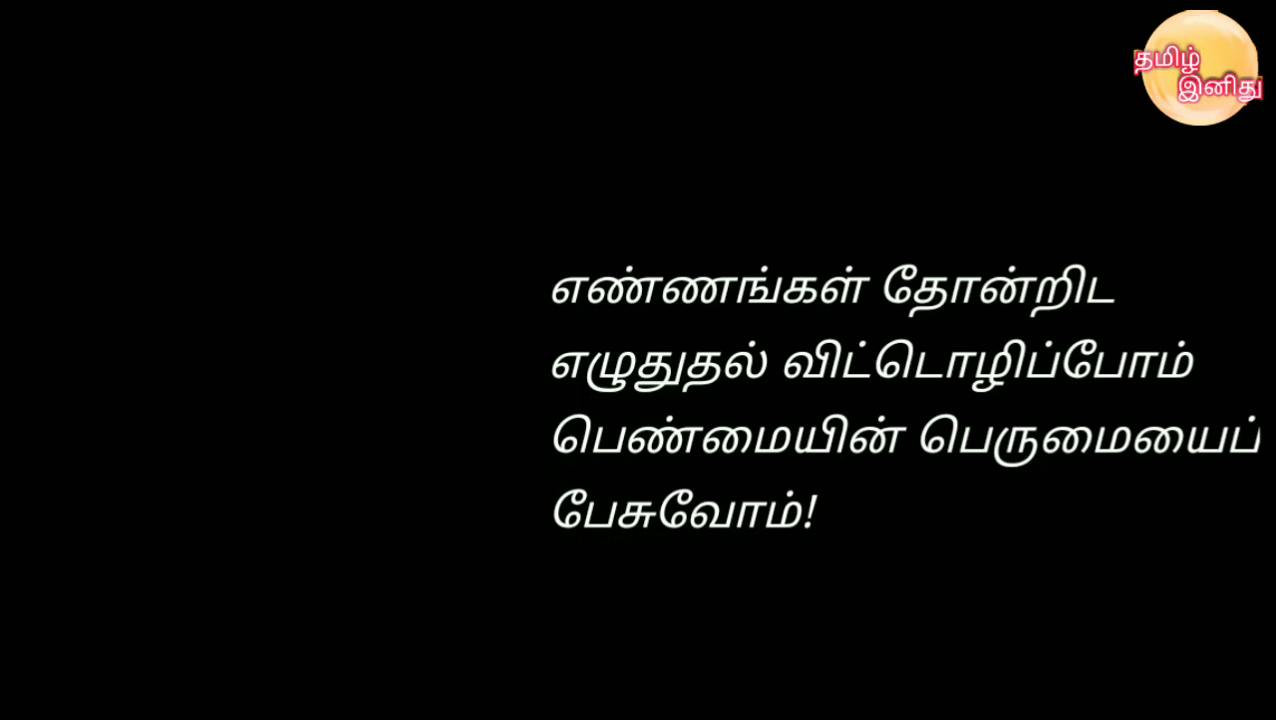 தமிழ்
இனிது
எண்ணங்கள் தோன்றிட
எழுதுதல் விட்டொழிப்போம்
பெண்மையின் பெருமையைப்
பேசுவோம்!